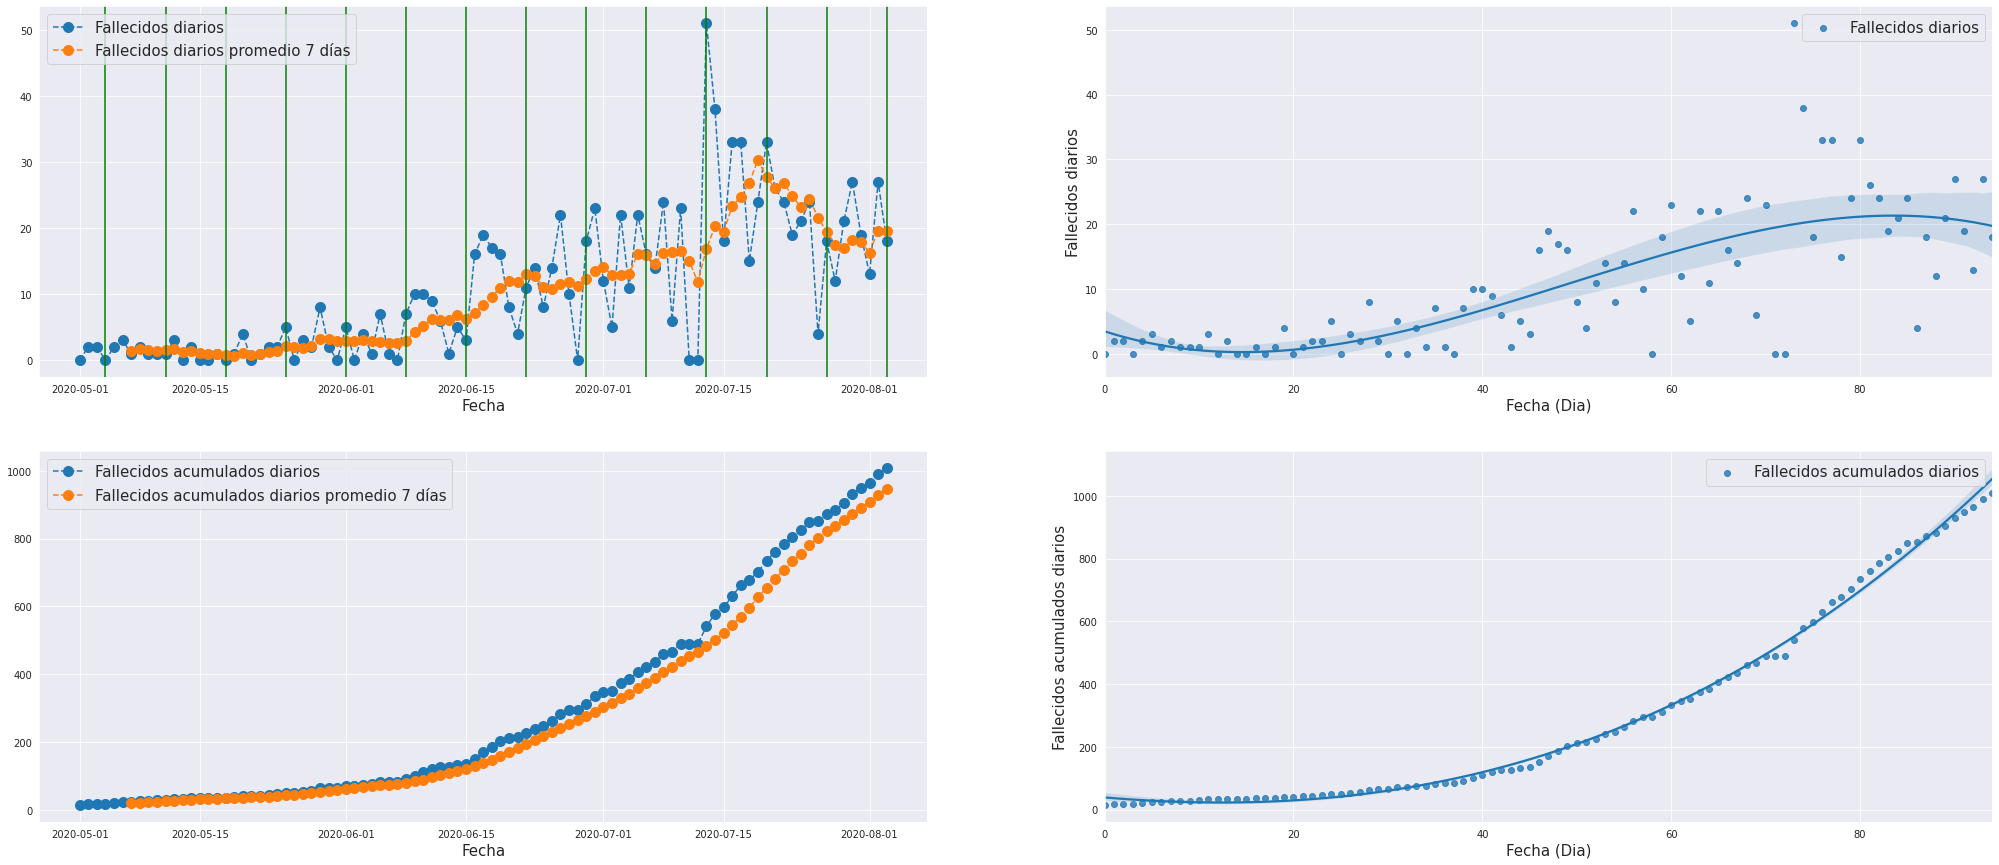 Fallecidos diarios
Fallecidos diarios promedio 7 días
50
40
30
20
10
0
2020-05-01 2020-05-15 2020-06-01 2020-06-15 2020-07-01 2020-07-15 2020-08-01
Fecha
Fallecidos diarios
Fallecidos diarios
50
40
30
20
10
0
0 20 40 60 80
Fecha (Dia)
Fallecidos acumulados diarios
Fallecidos acumulados diarios promedio 7 días
1000
800
600
400
200
0
2020-05-01 2020-05-15 2020-06-01 2020-06-15 2020-07-01 2020-07-15 2020-08-01
Fecha
Fallecidos acumulados diarios
Fallecidos acumulados diarios
1000
800
600
400
200
0
0 20 40 60 80
Fecha (Dia)